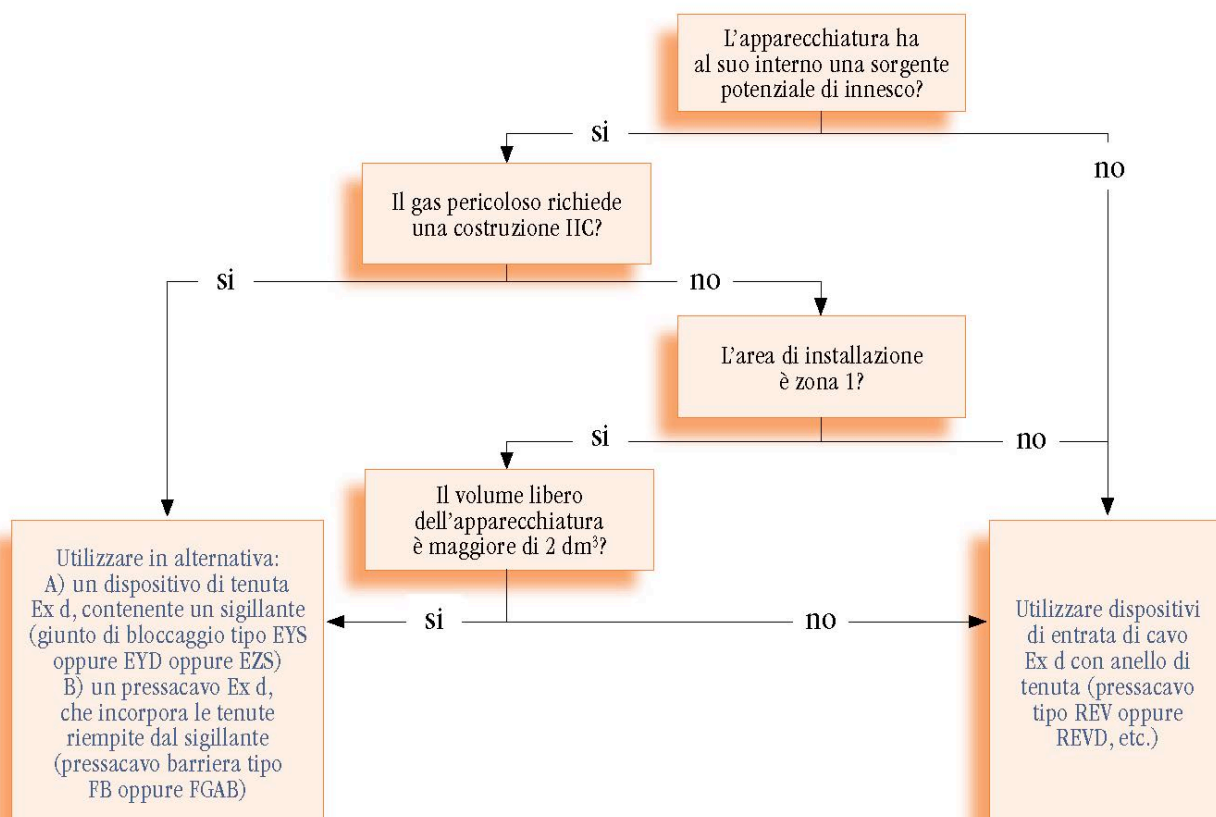 L'apparecchiatura ha
al suo interno una sorgente
potenziale di innesco?
si
no
Il gas pericoloso richiede
una costruzione IIC?
si
no
L'area di installazione
è zona 1?
si
no
Il volume libero
dell'apparecchiatura
è maggiore di 2 dm³?
si
no
Utilizzare in alternativa:
A) un dispositivo di tenuta
Ex d, contenente un sigillante
(giunto di bloccaggio tipo EYS
oppure EYD oppure EZS)
B) un pressacavo Ex d,
che incorpora le tenute
riempite dal sigillante
(pressacavo barriera tipo
FB oppure FGAB)
Utilizzare dispositivi
di entrata di cavo
Ex d con anello di
tenuta (pressacavo
tipo REV oppure
REVD, etc.)